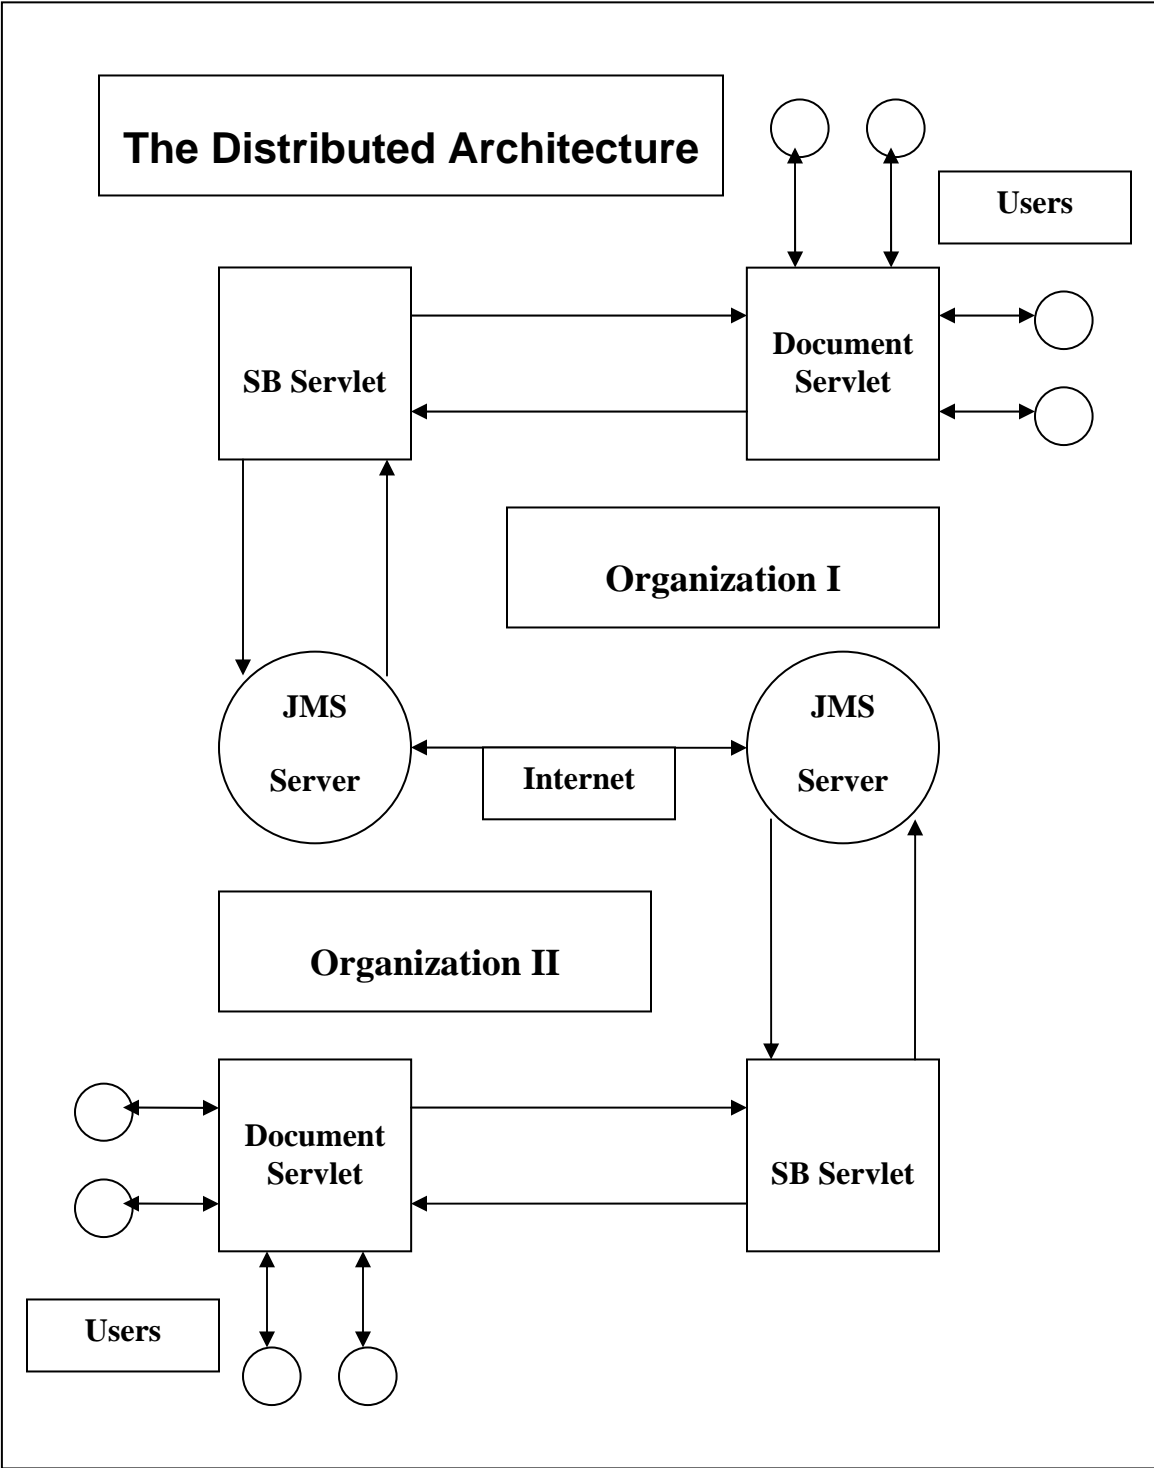 The Distributed Architecture
Users
SB Servlet
Document
Servlet
Organization I
JMS
Server
Internet
JMS
Server
Organization II
Document
Servlet
SB Servlet
Users